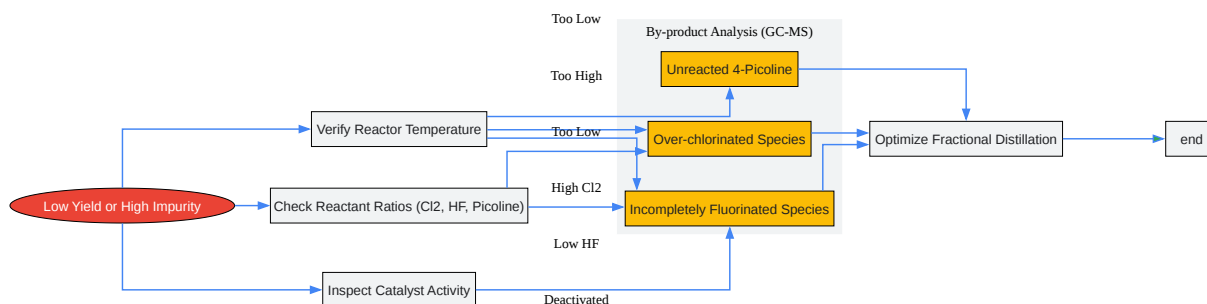 Too Low
By-product Analysis (GC-MS)
Unreacted 4-Picoline
Too High
Verify Reactor Temperature
Too Low
Over-chlorinated Species
Optimize Fractional Distillation
end
High Cl2
Low Yield or High Impurity
Check Reactant Ratios (Cl2, HF, Picoline)
Incompletely Fluorinated Species
Low HF
Inspect Catalyst Activity
Deactivated